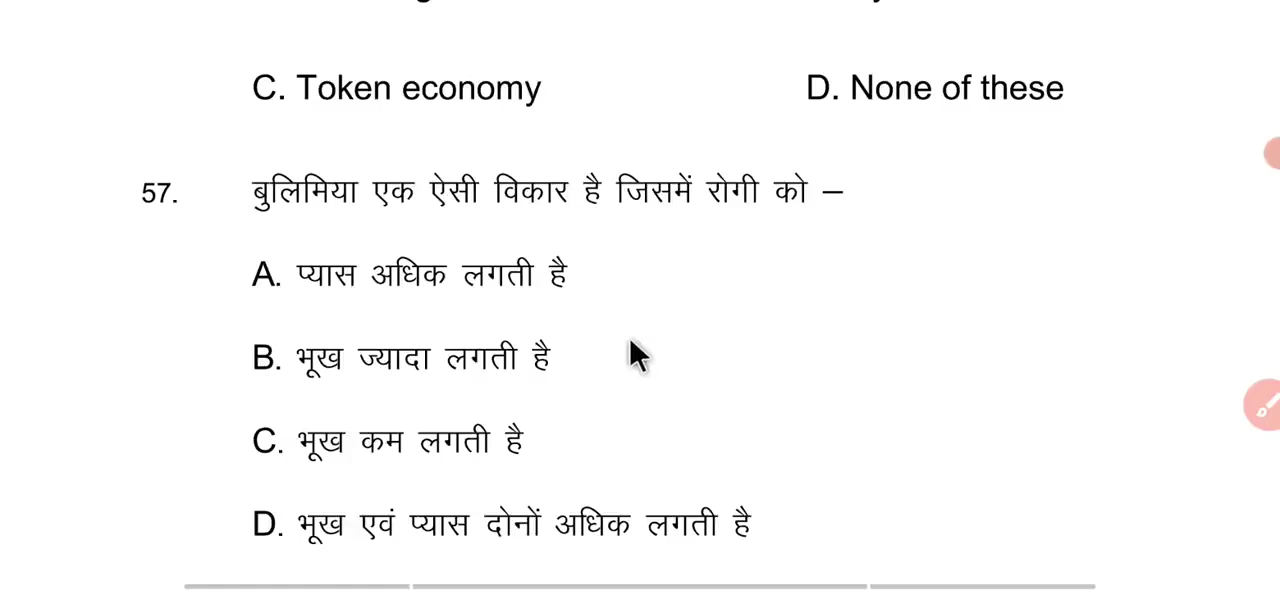 C. Token economy D. None of these
57. बुलिमिया एक ऐसी विकार है जिसमें रोगी को –
A. प्यास अधिक लगती है
B. भूख ज्यादा लगती है
C. भूख कम लगती है
D. भूख एवं प्यास दोनों अधिक लगती है